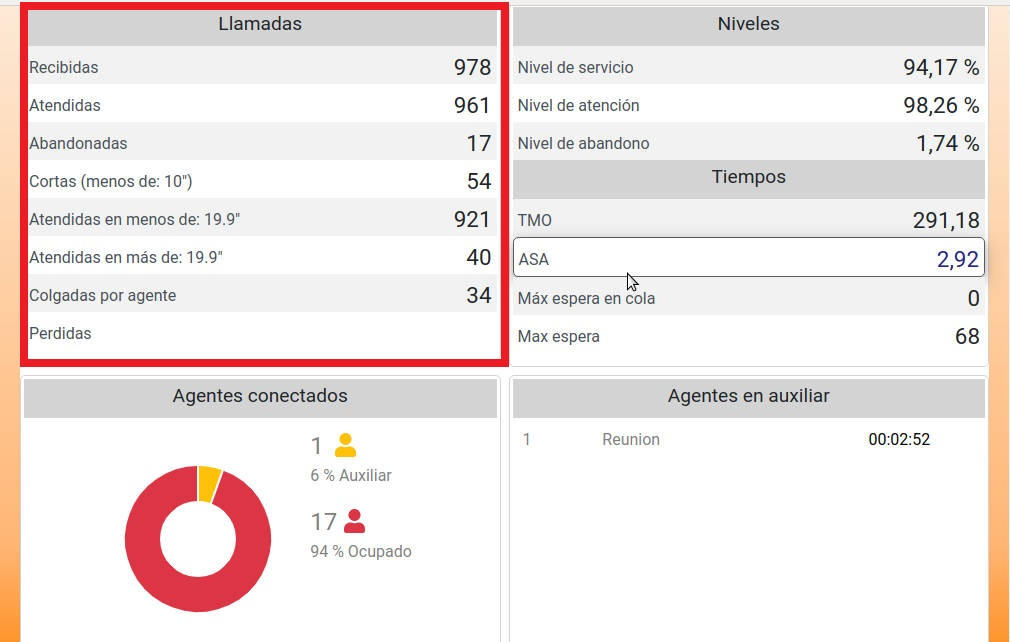 Llamadas
Recibidas 978
Atendidas 961
Abandonadas 17
Cortas (menos de: 10") 54
Atendidas en menos de: 19.9" 921
Atendidas en más de: 19.9" 40
Colgadas por agente 34
Perdidas
Niveles
Nivel de servicio 94,17 %
Nivel de atención 98,26 %
Nivel de abandono 1,74 %
Tiempos
TMO 291,18
ASA 2,92
Máx espera en cola 0
Max espera 68
Agentes conectados
1
6 % Auxiliar
17
94 % Ocupado
Agentes en auxiliar
1 Reunion 00:02:52